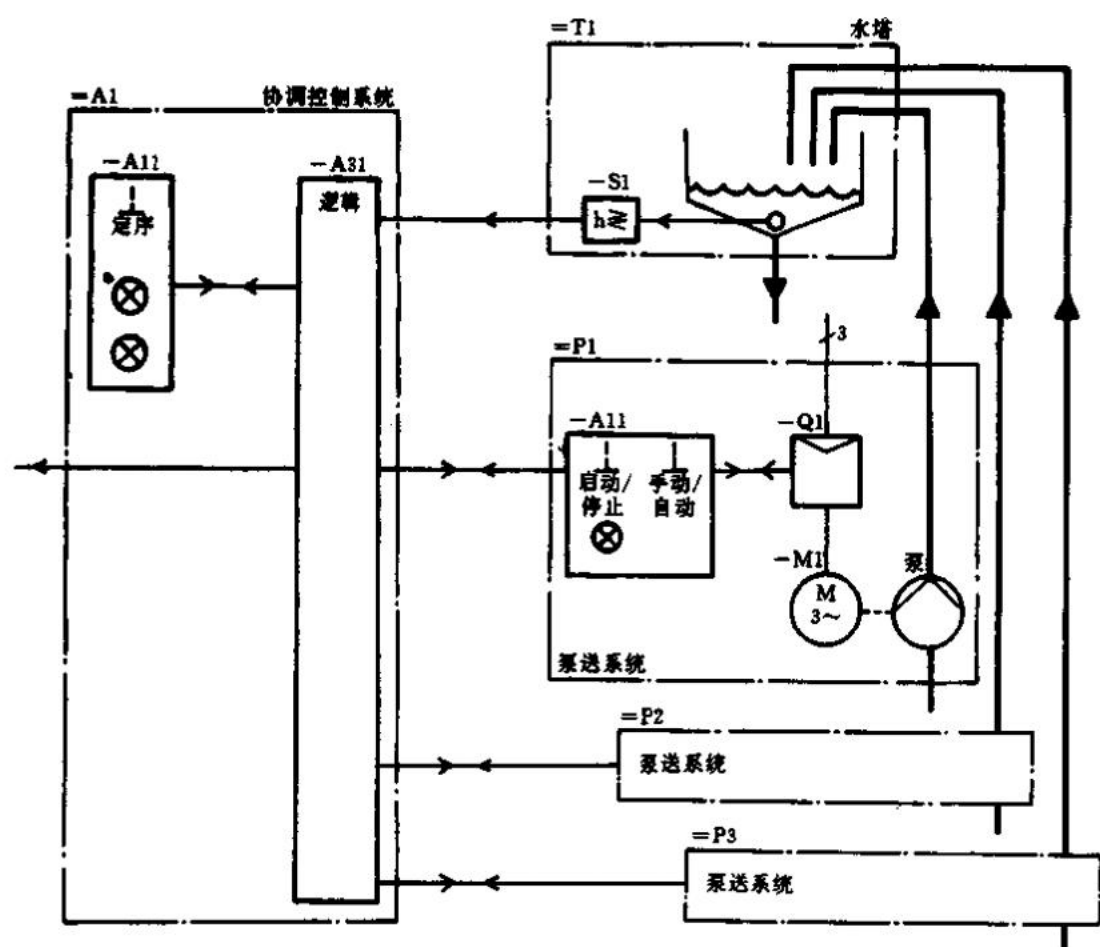 =T1
水塔
=A1
协调控制系统
-A11
-A31
定序
逻辑
-S1
h
3
=P1
-A11
-Q1
启动/
停止
手动/
自动
-M1
泵
M
3~
泵送系统
=P2
泵送系统
=P3
泵送系统